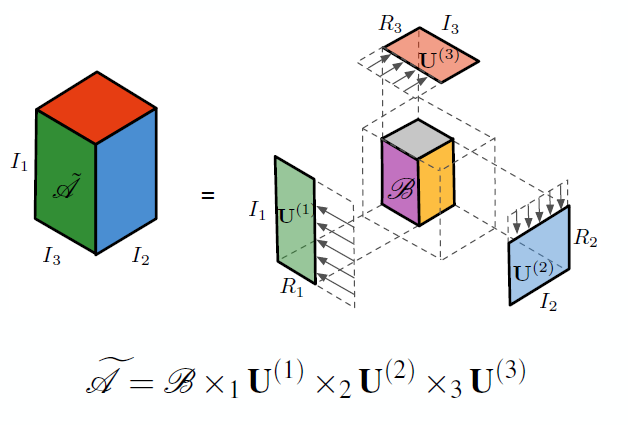 R₃ I₃
U⁽³⁾
I₁ 𝒜̃ = I₁ U⁽¹⁾ ℬ
I₃ I₂ R₁ U⁽²⁾ R₂
I₂
𝒜̃ = ℬ ×₁ U⁽¹⁾ ×₂ U⁽²⁾ ×₃ U⁽³⁾